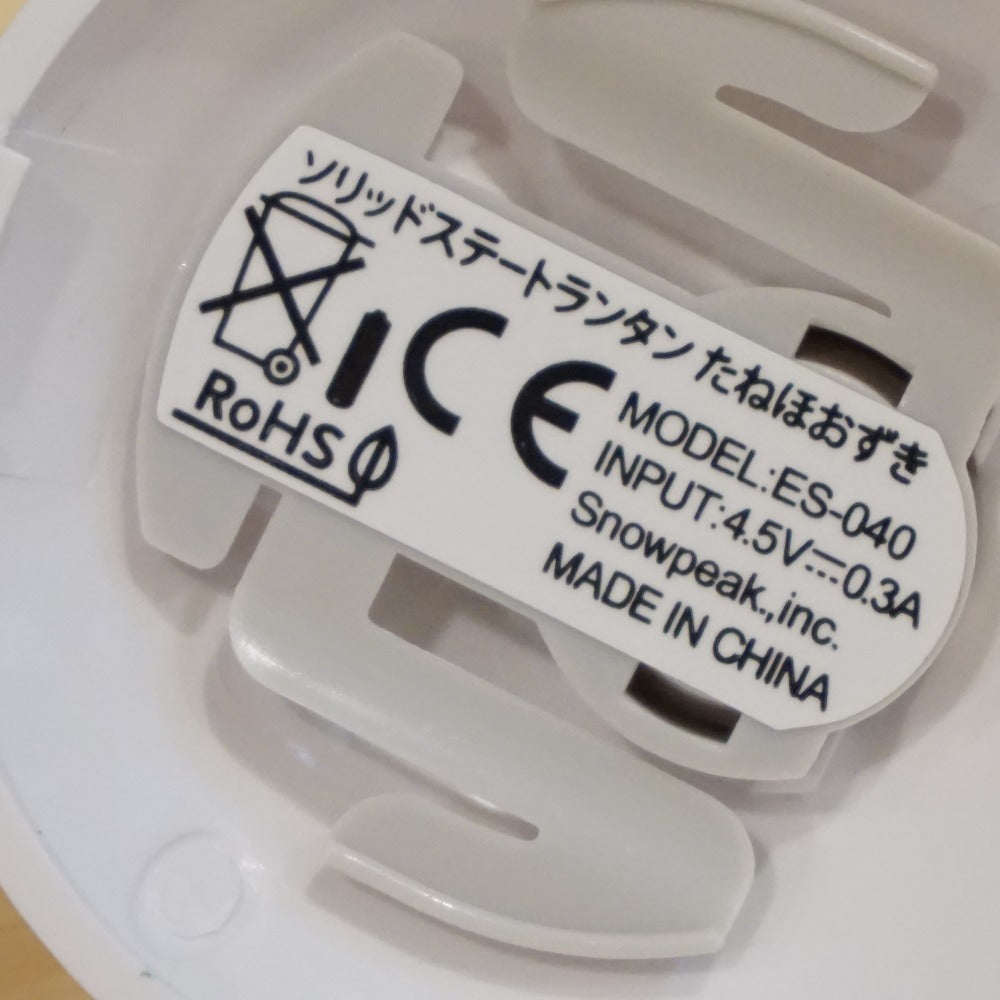 ソリッドステートランタン たねほおずき
CE
RoHS
MODEL:ES-040
INPUT:4.5V⎓0.3A
Snowpeak.,inc.
MADE IN CHINA